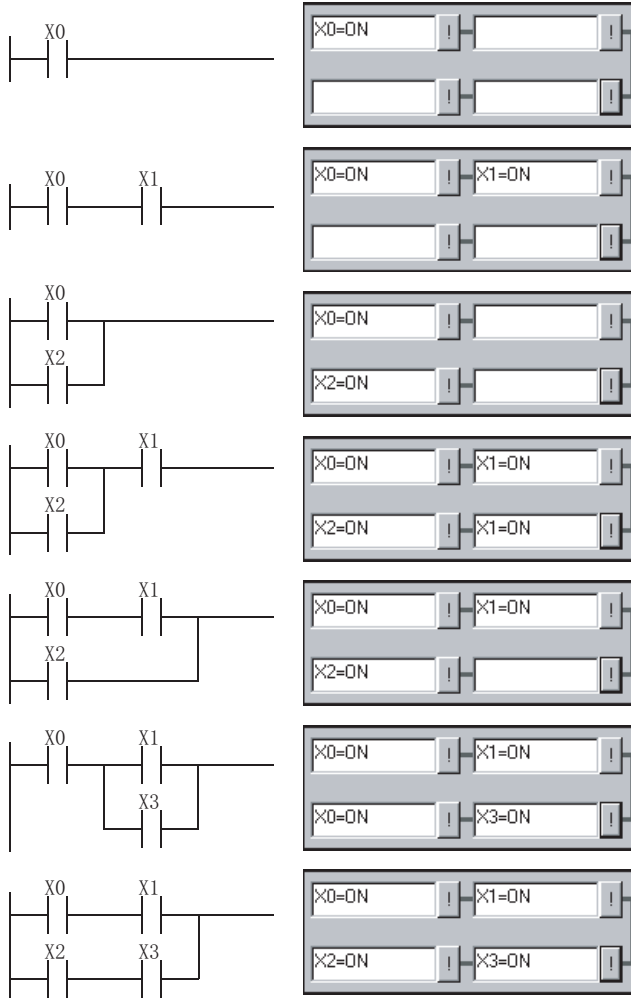 X0
X0=ON ! !
! !
X0 X1
X0=ON ! X1=ON !
! !
X0
X0=ON ! !
X2
X2=ON ! !
X0 X1
X0=ON ! X1=ON !
X2
X2=ON ! X1=ON !
X0 X1
X0=ON ! X1=ON !
X2
X2=ON ! !
X0 X1
X0=ON ! X1=ON !
X3
X0=ON ! X3=ON !
X0 X1
X0=ON ! X1=ON !
X2 X3
X2=ON ! X3=ON !